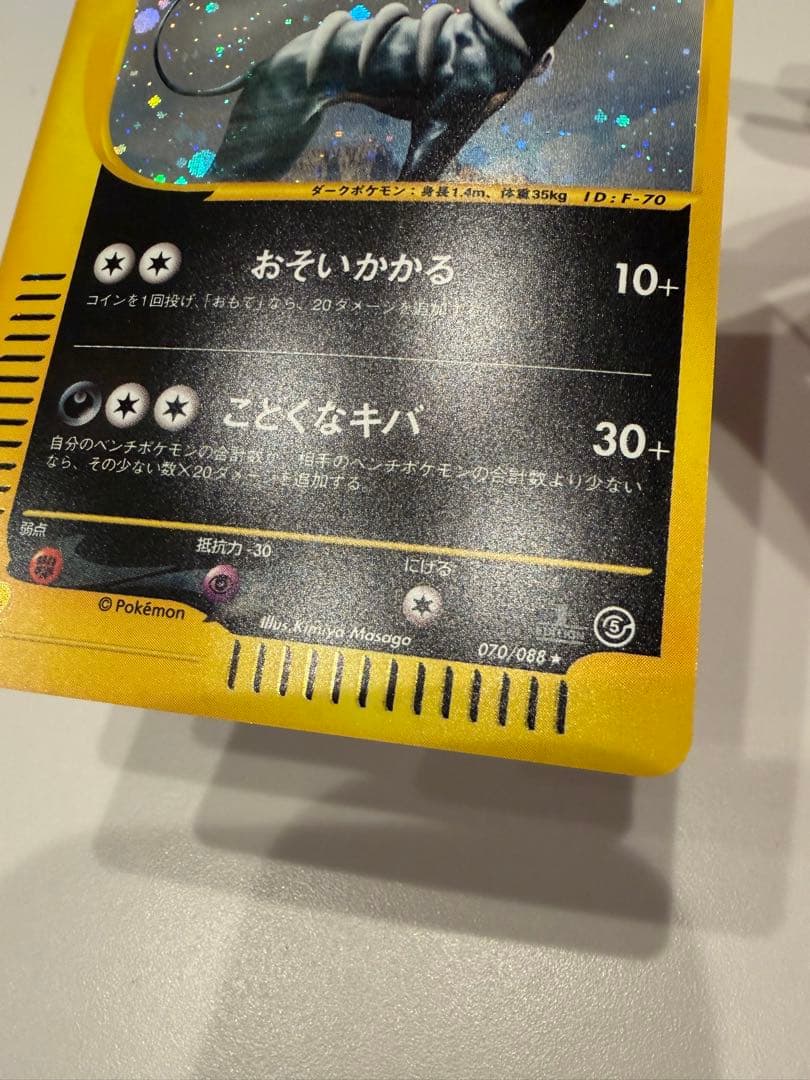 ダークポケモン：身長1.4m、体重35kg ID:F-70
おそいかかる 10+
コインを1回投げ、「おもて」なら、20ダメージを追加する。
ことくなキバ 30+
自分のベンチポケモンの合計数が、相手のベンチポケモンの合計数より少ない
なら、その少ない数×20ダメージを追加する。
弱点
抵抗力 -30
にげる
©Pokémon
Illus. Kimiya Masago
1 EDITION
5
070/088 ★